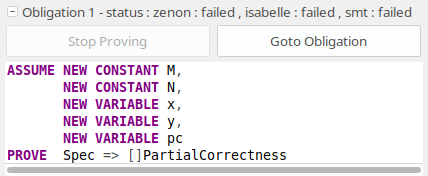 Obligation 1 - status : zenon : failed , isabelle : failed , smt : failed
Stop Proving
Goto Obligation
ASSUME NEW CONSTANT M,
NEW CONSTANT N,
NEW VARIABLE x,
NEW VARIABLE y,
NEW VARIABLE pc
PROVE Spec => []PartialCorrectness